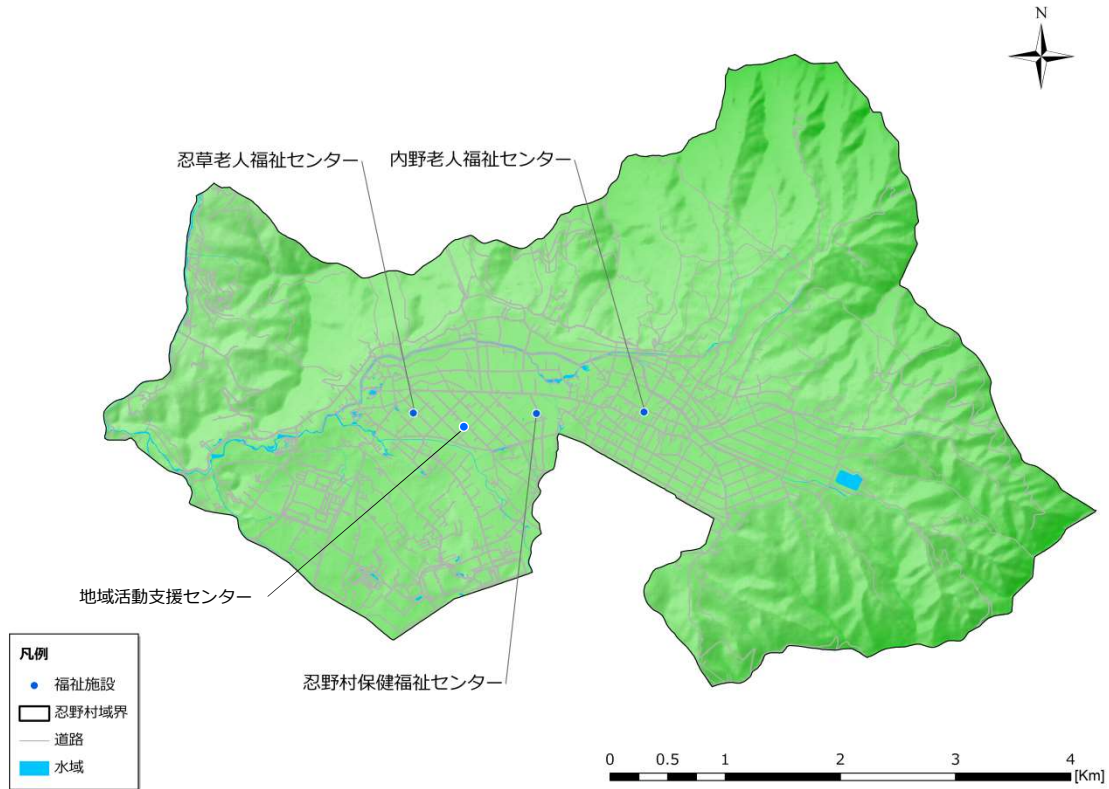 N
忍草老人福祉センター
内野老人福祉センター
地域活動支援センター
忍野村保健福祉センター
凡例
福祉施設
忍野村域界
道路
水域
0 0.5 1 2 3 4
[Km]